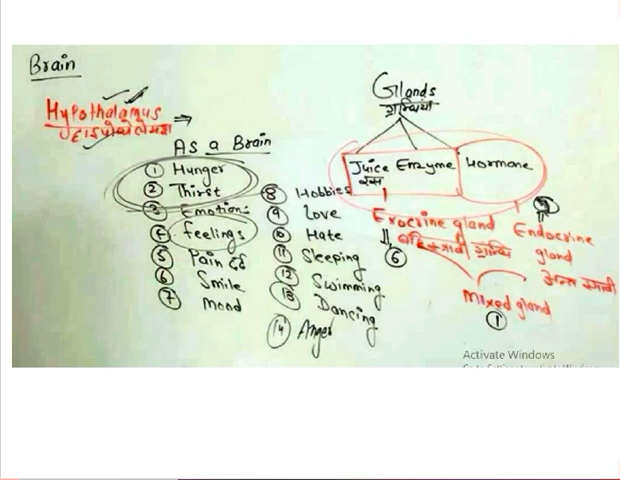 Brain
Hypothalamus
हाइपोथैलेमस
As a Brain
① Hunger
② Thirst
③ Emotion:
④ feelings
⑤ Pain दर्द
⑥ Smile
⑦ Mood
⑧ Hobbies
⑨ Love
⑩ Hate
⑪ Sleeping
⑫ Swimming
⑬ Dancing
⑭ Anger
Glands
ग्रन्थियां
Juice Enzyme Hormone
रस
Exocrine gland
बहिस्त्रावी ग्रन्थि
⑥
Endocrine
gland
अन्तःस्त्रावी
Mixed gland
①
Activate Windows